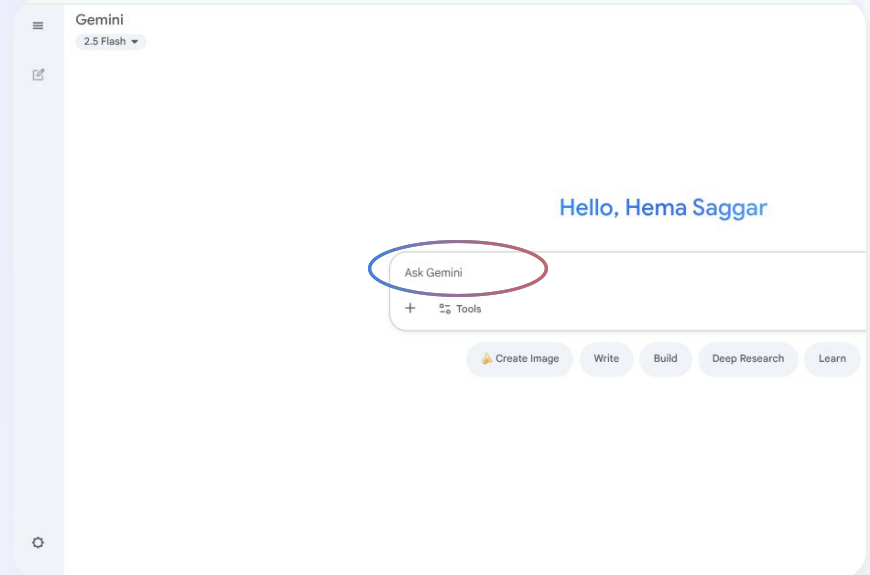 Gemini
2.5 Flash
Hello, Hema Saggar
Ask Gemini
Tools
Create Image Write Build Deep Research Learn